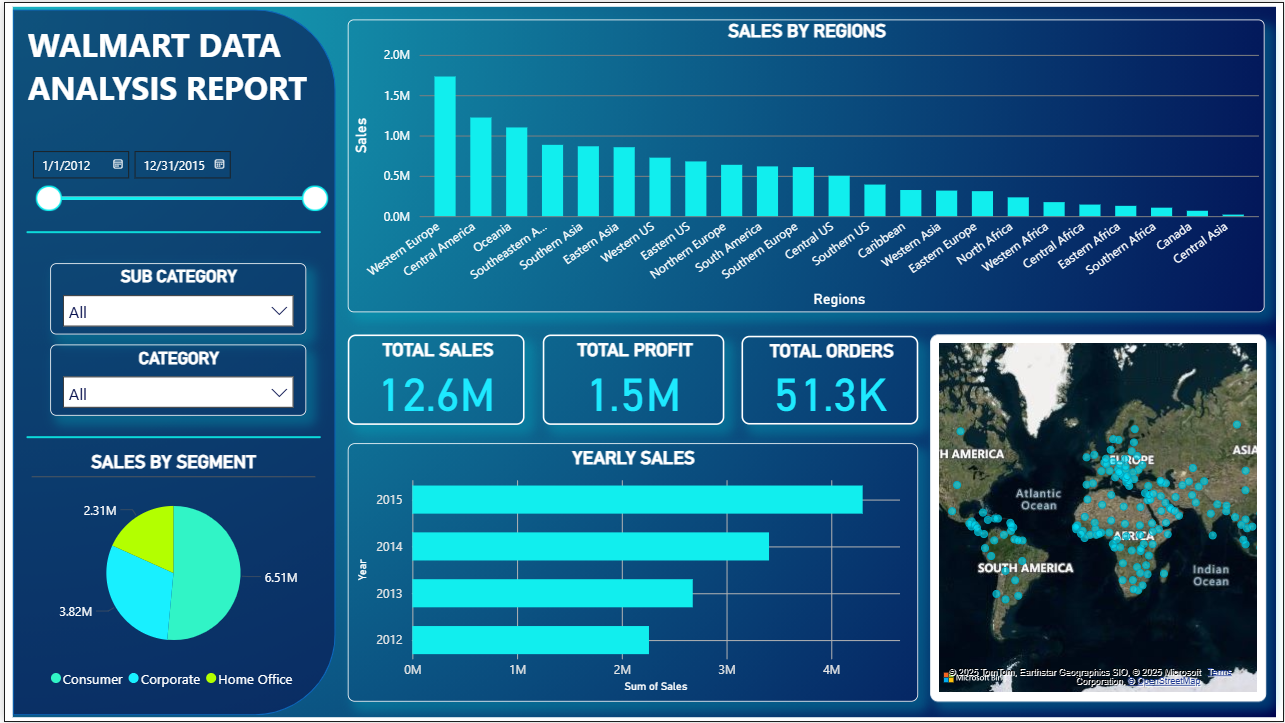 WALMART DATA
ANALYSIS REPORT
1/1/2012
12/31/2015
SUB CATEGORY
All
CATEGORY
All
SALES BY SEGMENT
2.31M
6.51M
3.82M
Consumer Corporate Home Office
SALES BY REGIONS
Sales
2.0M
1.5M
1.0M
0.5M
0.0M
Western Europe
Central America
Oceania
Southeastern A...
Southern Asia
Eastern Asia
Western US
Eastern US
Northern Europe
South America
Southern Europe
Central US
Southern US
Caribbean
Western Asia
Eastern Europe
North Africa
Western Africa
Central Africa
Eastern Africa
Southern Africa
Canada
Central Asia
Regions
TOTAL SALES
12.6M
TOTAL PROFIT
1.5M
TOTAL ORDERS
51.3K
YEARLY SALES
Year
2015
2014
2013
2012
0M 1M 2M 3M 4M
Sum of Sales
H AMERICA
EUROPE
ASIA
Atlantic
Ocean
AFRICA
SOUTH AMERICA
Indian
Ocean
© 2025 TomTom, Earthstar Geographics SIO, © 2025 Microsoft Terms
Corporation, © OpenStreetMap
Microsoft